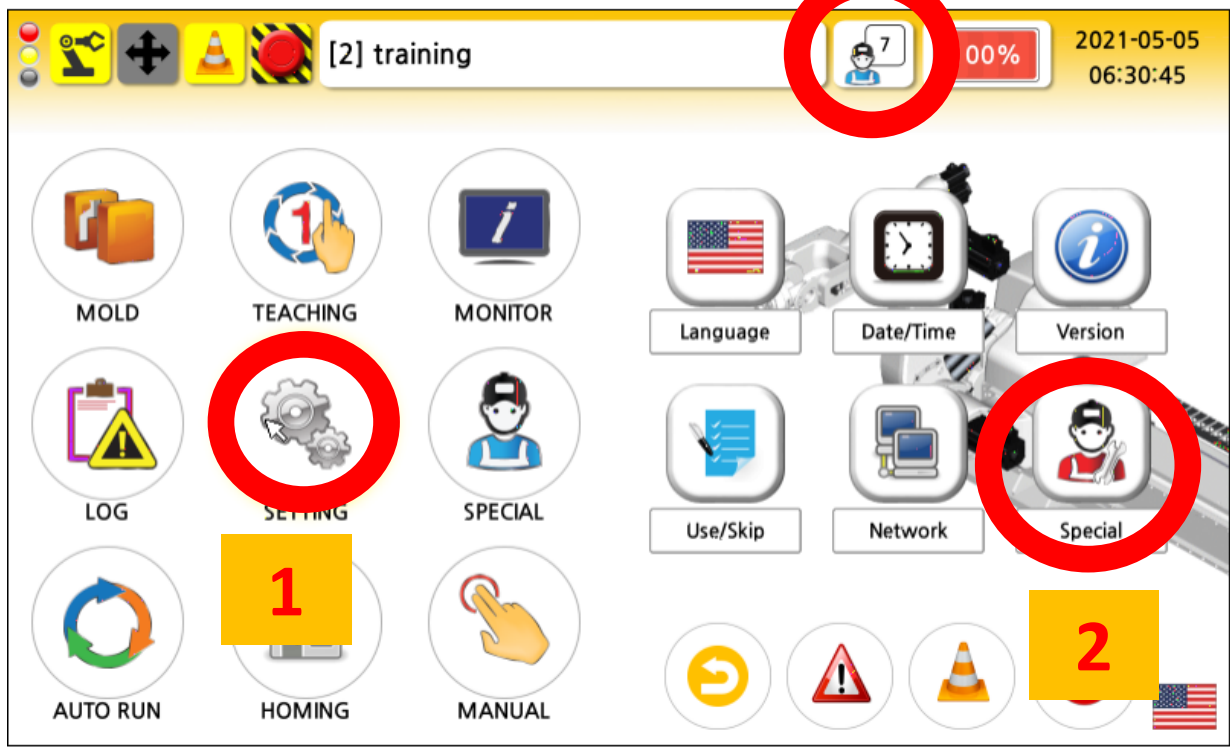 [2] training
7
00%
2021-05-05
06:30:45
1
MOLD
TEACHING
MONITOR
Language
Date/Time
Version
LOG
SETTING
SPECIAL
Use/Skip
Network
Special
1
2
AUTO RUN
HOMING
MANUAL